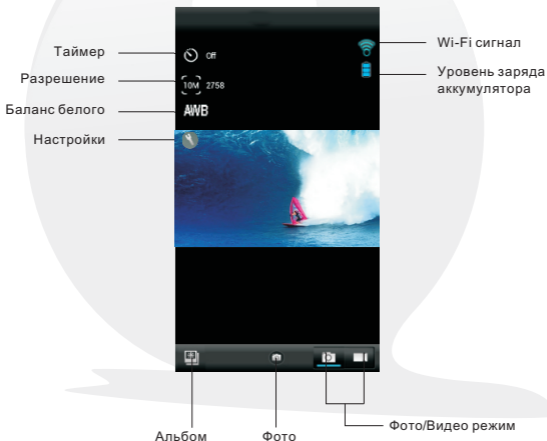 Таймер
Off
Wi-Fi сигнал
Разрешение
10M 2758
Уровень заряда
аккумулятора
Баланс белого
AWB
Настройки
Альбом
Фото
Фото/Видео режим